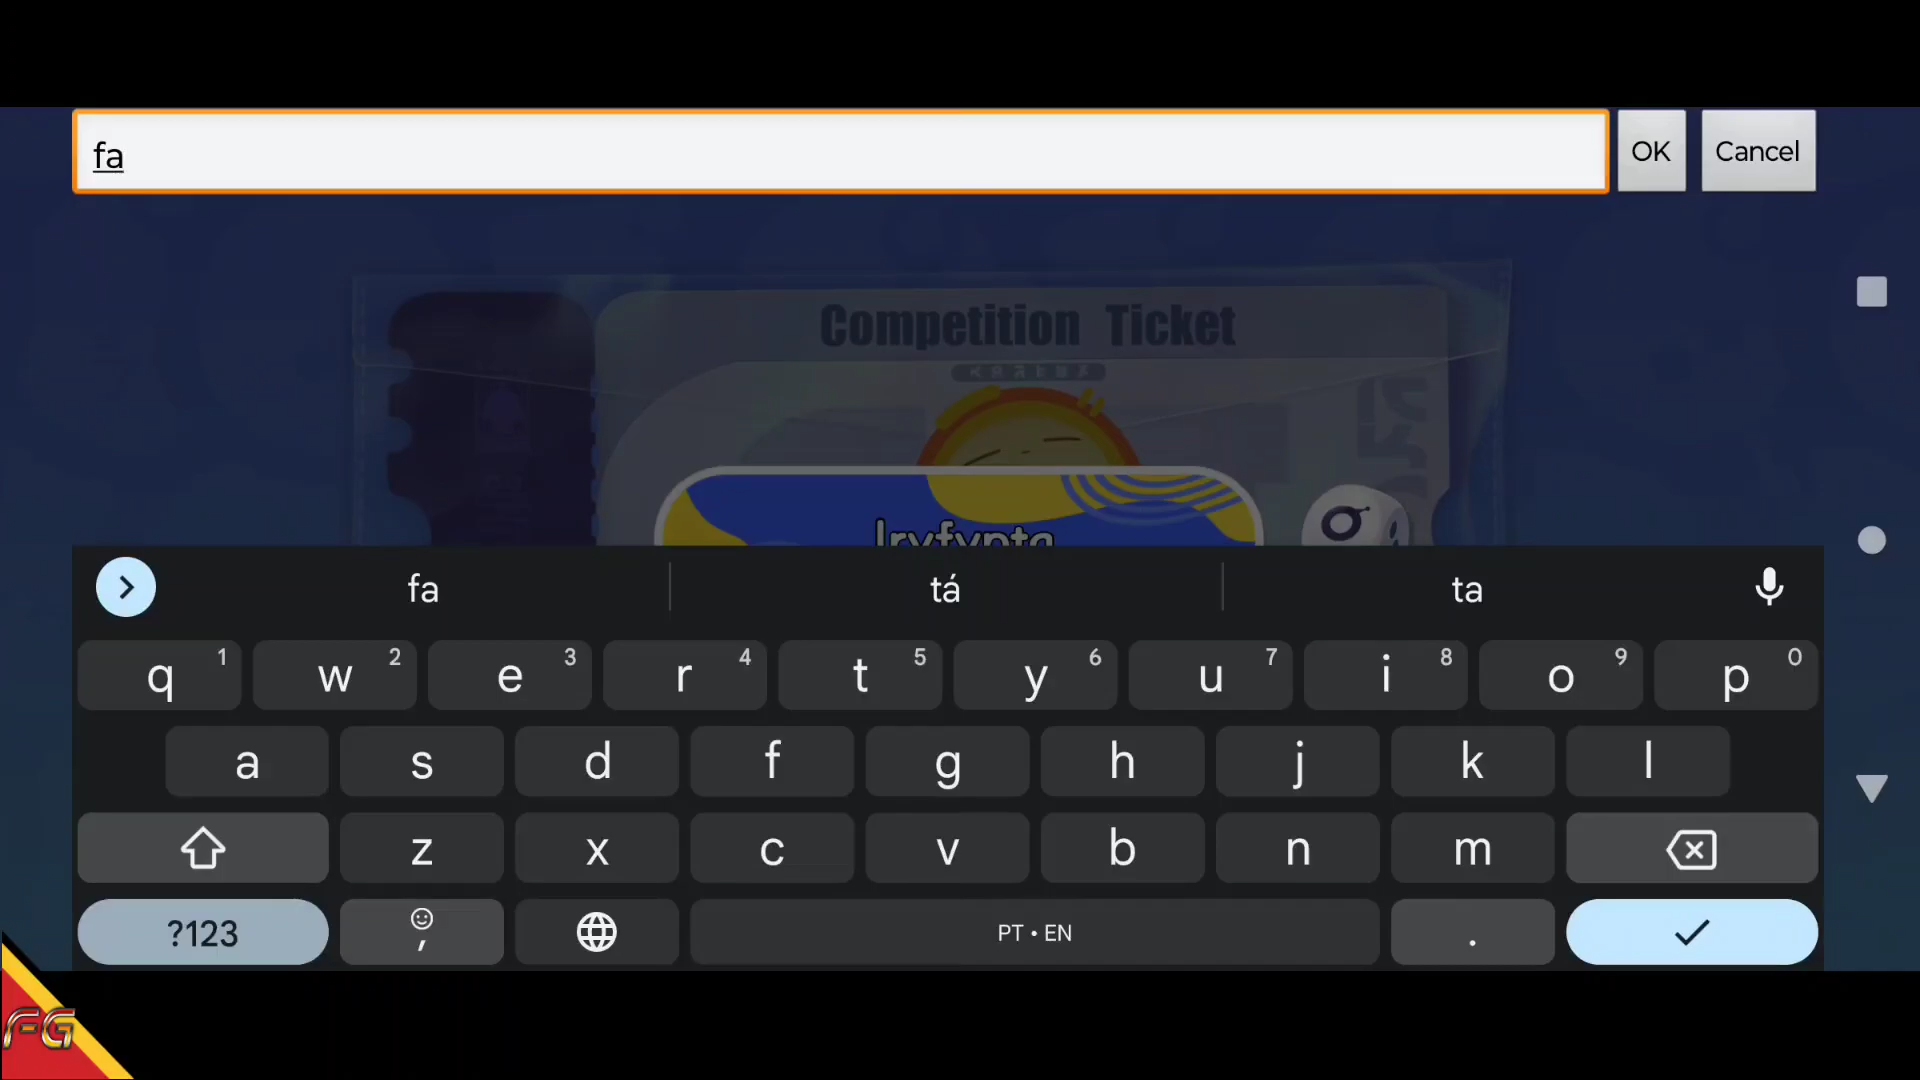 fa
OK
Cancel
Competition Ticket
fa
tá
ta
q 1 w 2 e 3 r 4 t 5 y 6 u 7 i 8 o 9 p 0
a s d f g h j k l
z x c v b n m
?123 , PT • EN .
FG